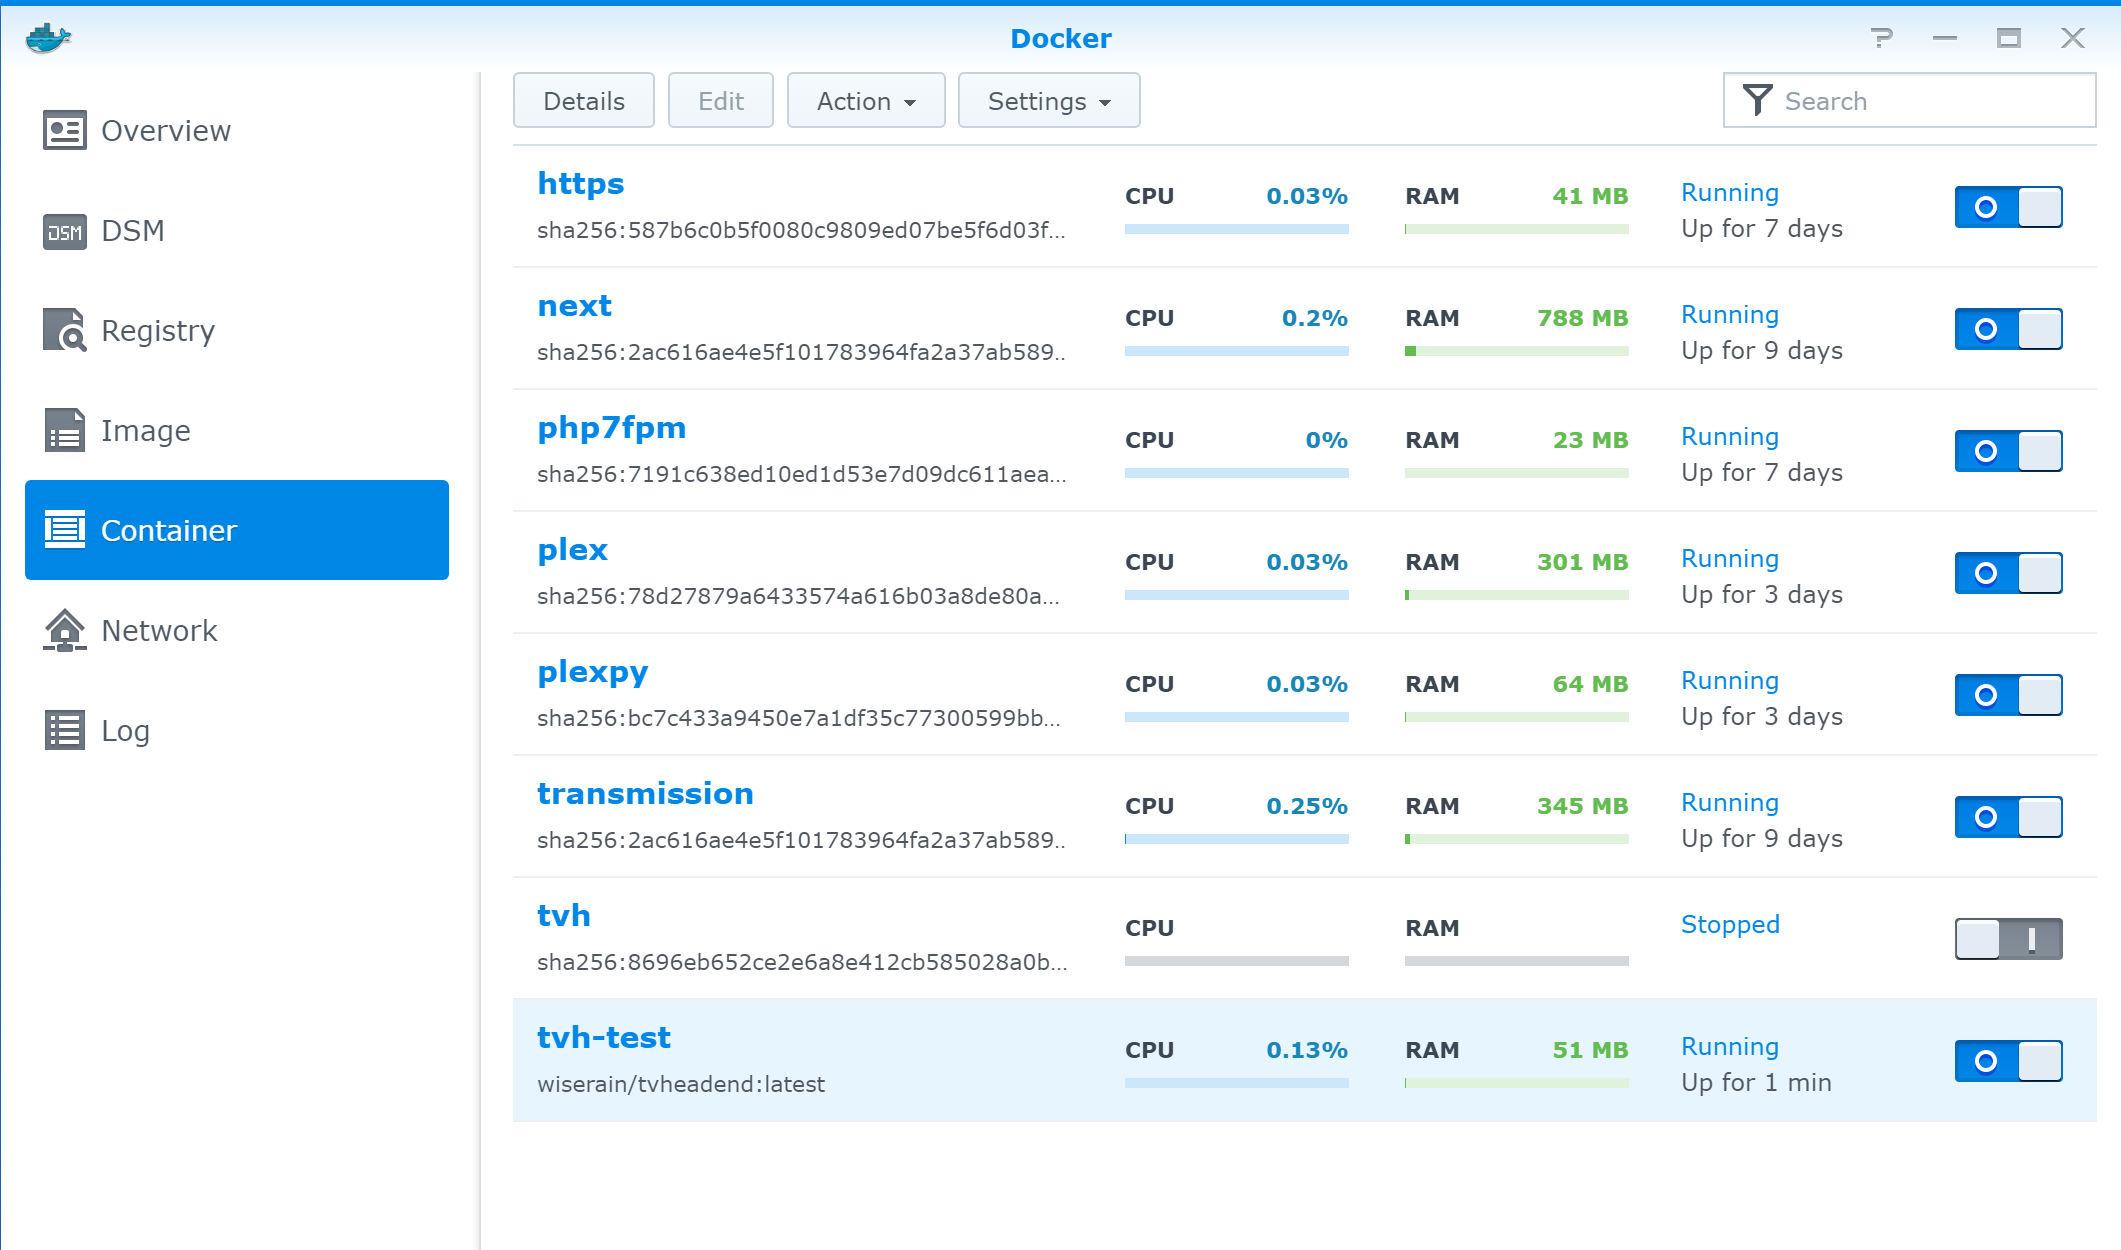 Docker
Details Edit Action Settings Search
Overview
DSM
DSM
Registry
Image
Container
Network
Log
https
sha256:587b6c0b5f0080c9809ed07be5f6d03f...
CPU 0.03%
RAM 41 MB
Running
Up for 7 days
next
sha256:2ac616ae4e5f101783964fa2a37ab589..
CPU 0.2%
RAM 788 MB
Running
Up for 9 days
php7fpm
sha256:7191c638ed10ed1d53e7d09dc611aea...
CPU 0%
RAM 23 MB
Running
Up for 7 days
plex
sha256:78d27879a6433574a616b03a8de80a...
CPU 0.03%
RAM 301 MB
Running
Up for 3 days
plexpy
sha256:bc7c433a9450e7a1df35c77300599bb...
CPU 0.03%
RAM 64 MB
Running
Up for 3 days
transmission
sha256:2ac616ae4e5f101783964fa2a37ab589..
CPU 0.25%
RAM 345 MB
Running
Up for 9 days
tvh
sha256:8696eb652ce2e6a8e412cb585028a0b...
CPU
RAM
Stopped
tvh-test
wiserain/tvheadend:latest
CPU 0.13%
RAM 51 MB
Running
Up for 1 min